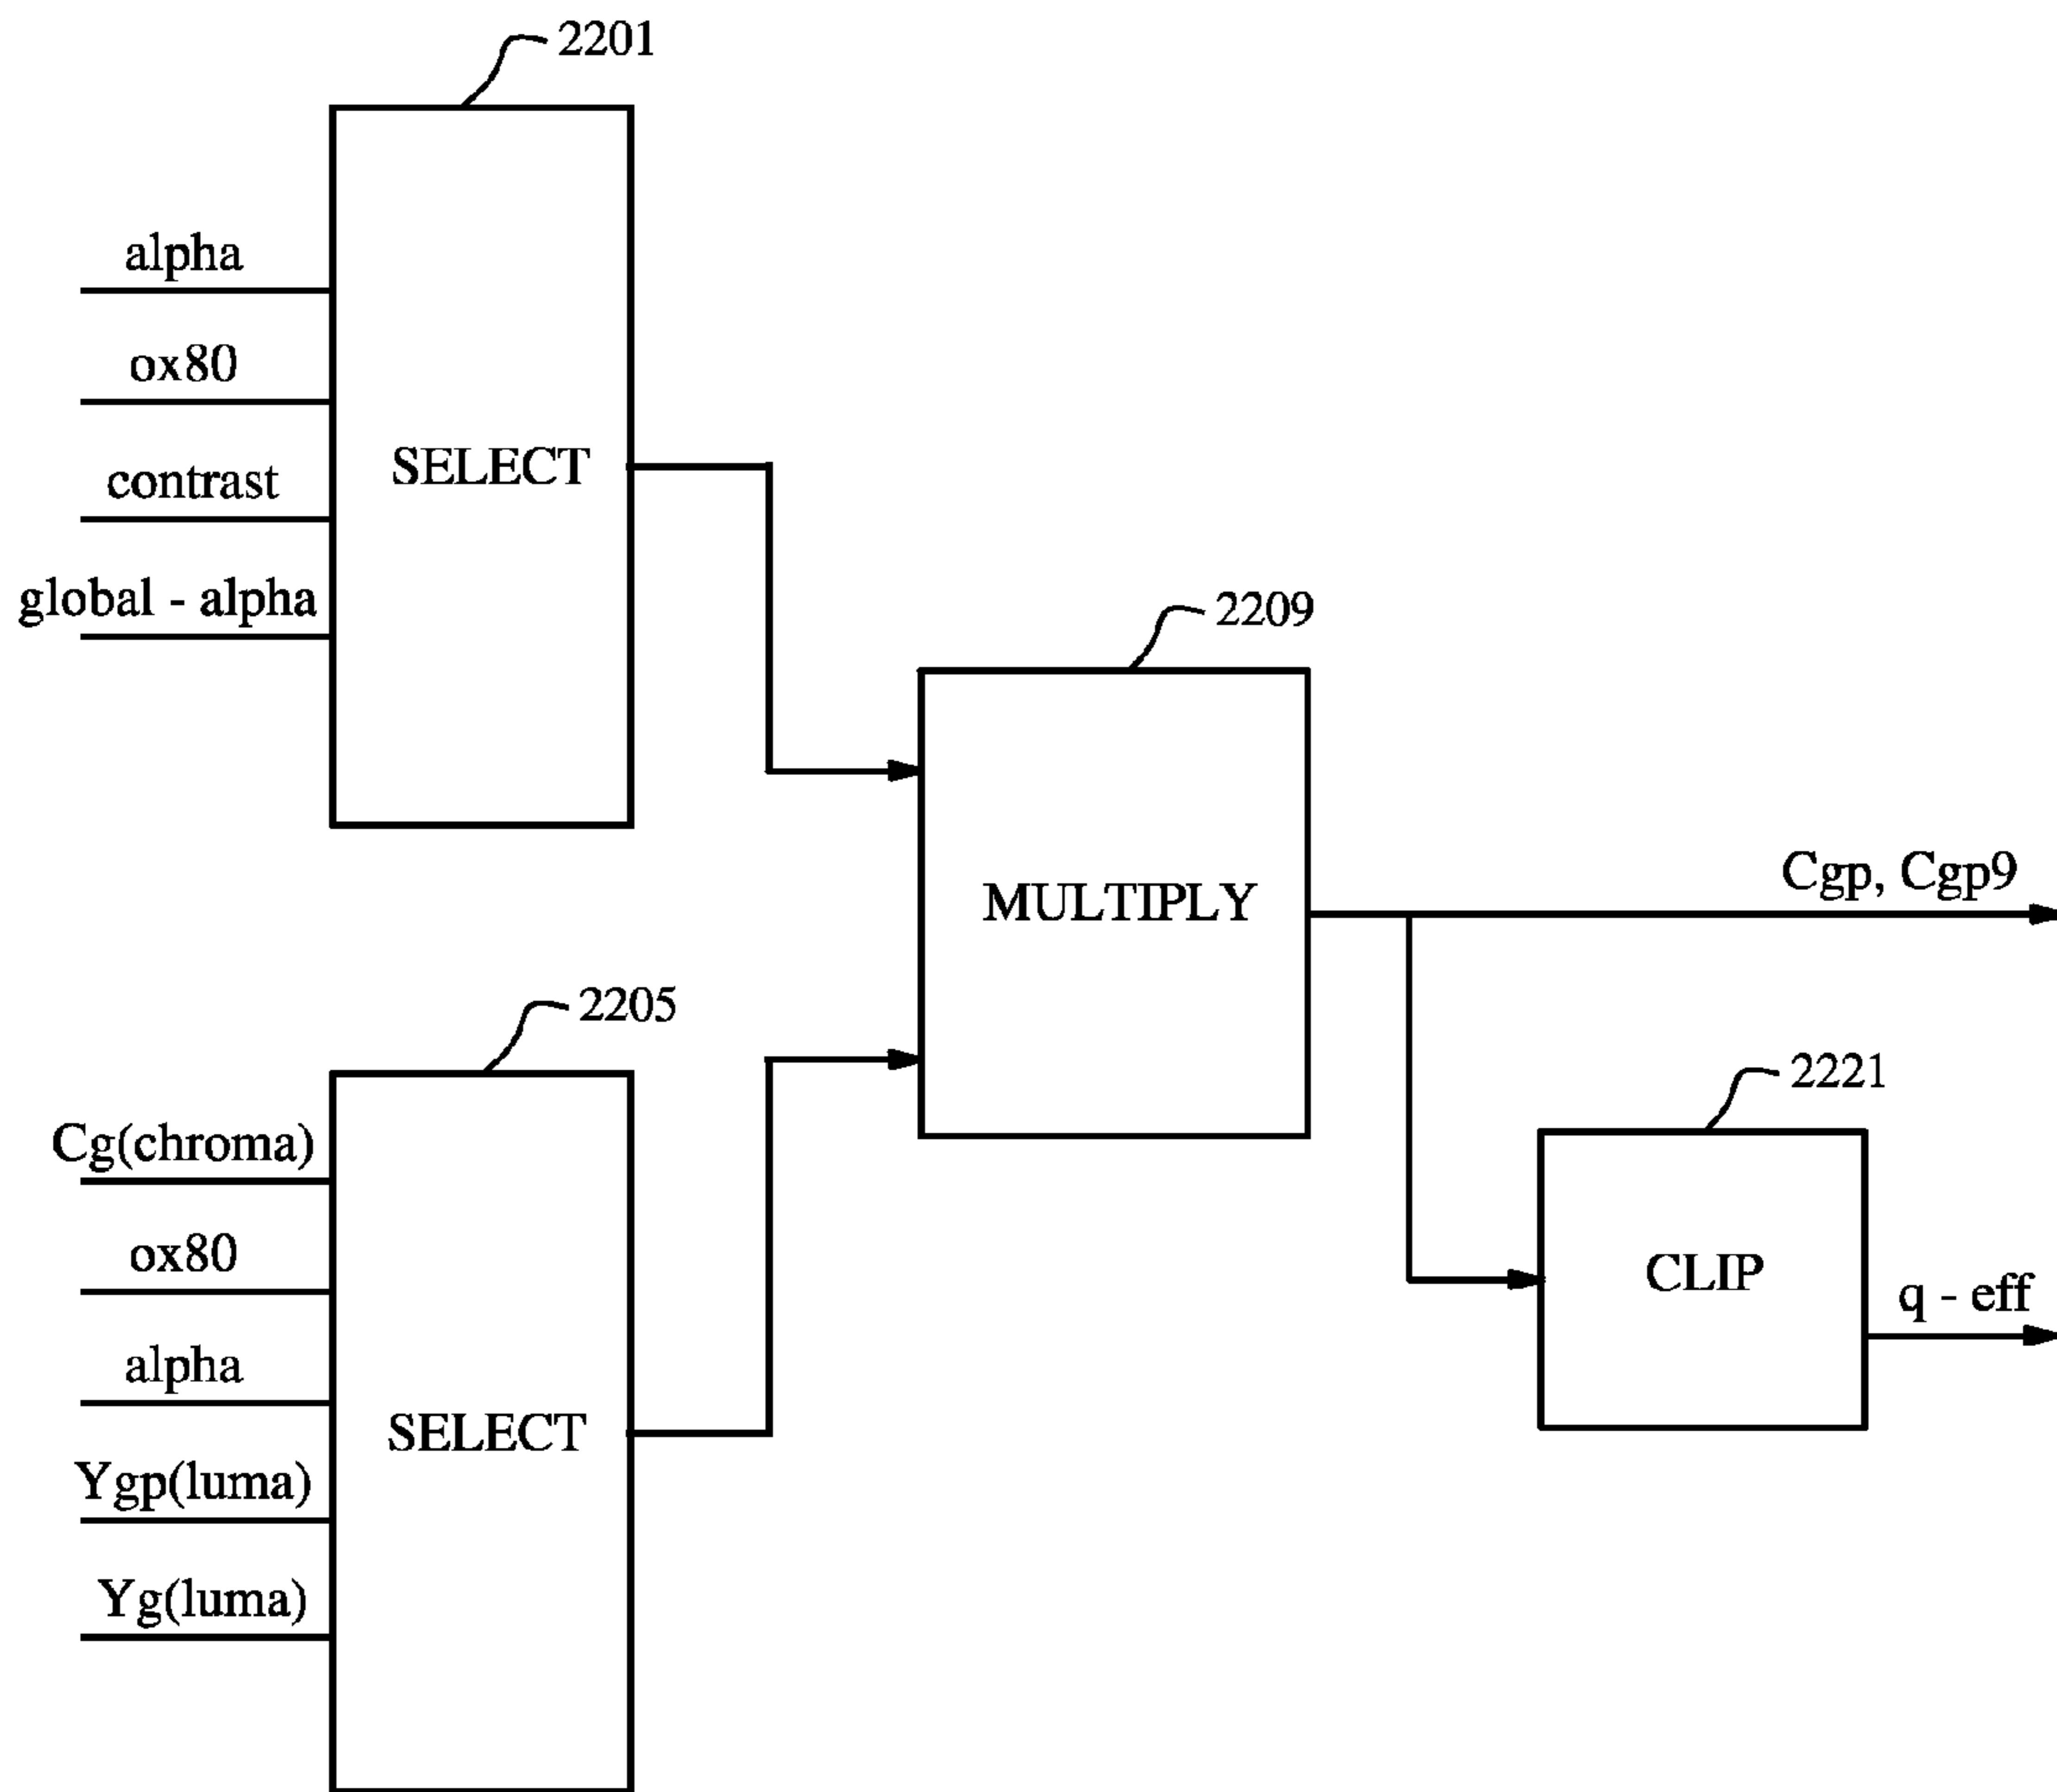 2201
alpha
ox80
contrast
global - alpha
SELECT
2209
MULTIPLY
Cgp, Cgp9
2205
Cg(chroma)
ox80
alpha
Ygp(luma)
Yg(luma)
SELECT
2221
CLIP
q - eff